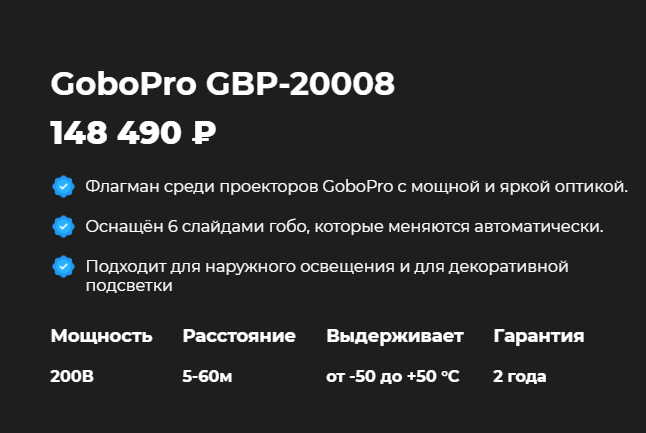 GoboPro GBP-20008
148 490 ₽
Флагман среди проекторов GoboPro с мощной и яркой оптикой.
Оснащён 6 слайдами гобо, которые меняются автоматически.
Подходит для наружного освещения и для декоративной
подсветки
Мощность Расстояние Выдерживает Гарантия
200В 5-60м от -50 до +50 °С 2 года